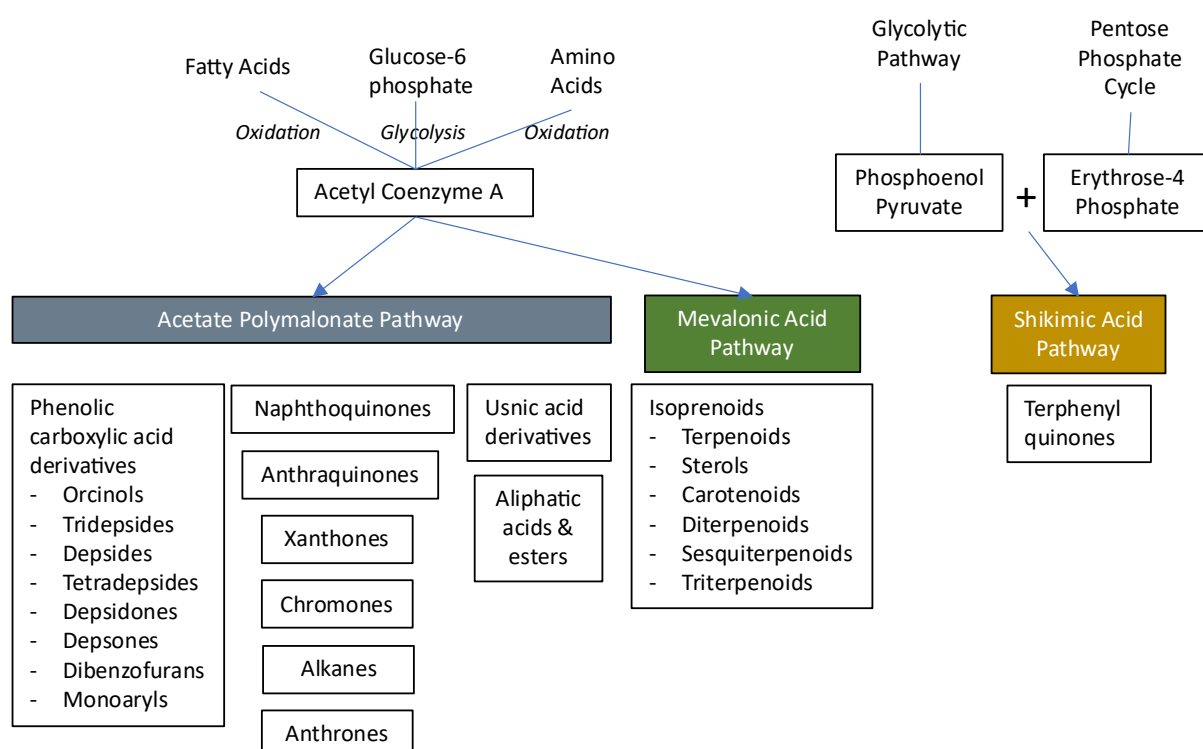 Fatty Acids
Glucose-6
phosphate
Amino
Acids
Glycolytic
Pathway
Pentose
Phosphate
Cycle
Oxidation
Glycolysis
Oxidation
Acetyl Coenzyme A
Phosphoenol
Pyruvate
+
Erythrose-4
Phosphate
Acetate Polymalonate Pathway
Mevalonic Acid
Pathway
Shikimic Acid
Pathway
Phenolic
carboxylic acid
derivatives
- Orcinols
- Tridepsides
- Depsides
- Tetradepsides
- Depsidones
- Depsones
- Dibenzofurans
- Monoaryls
Naphthoquinones
Anthraquinones
Xanthones
Chromones
Alkanes
Anthrones
Usnic acid
derivatives
Aliphatic
acids &
esters
Isoprenoids
- Terpenoids
- Sterols
- Carotenoids
- Diterpenoids
- Sesquiterpenoids
- Triterpenoids
Terphenyl
quinones